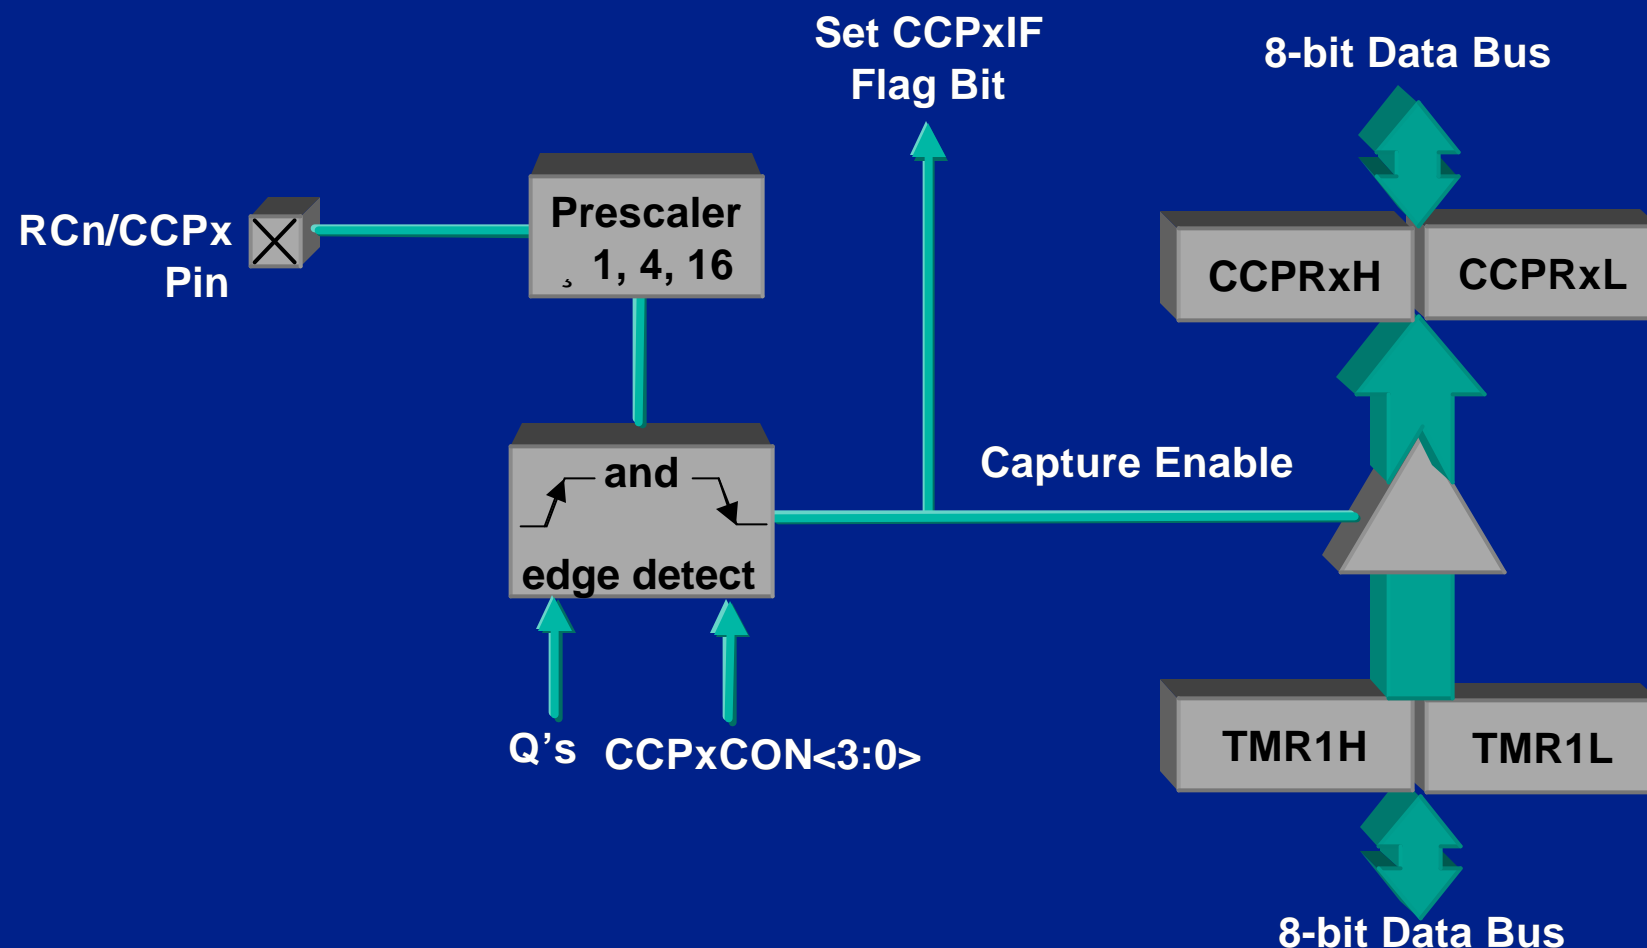 Set CCPxIF
Flag Bit
8-bit Data Bus
RCn/CCPx
Pin
Prescaler
¸ 1, 4, 16
CCPRxH
CCPRxL
and
edge detect
Capture Enable
Q’s
CCPxCON<3:0>
TMR1H
TMR1L
8-bit Data Bus